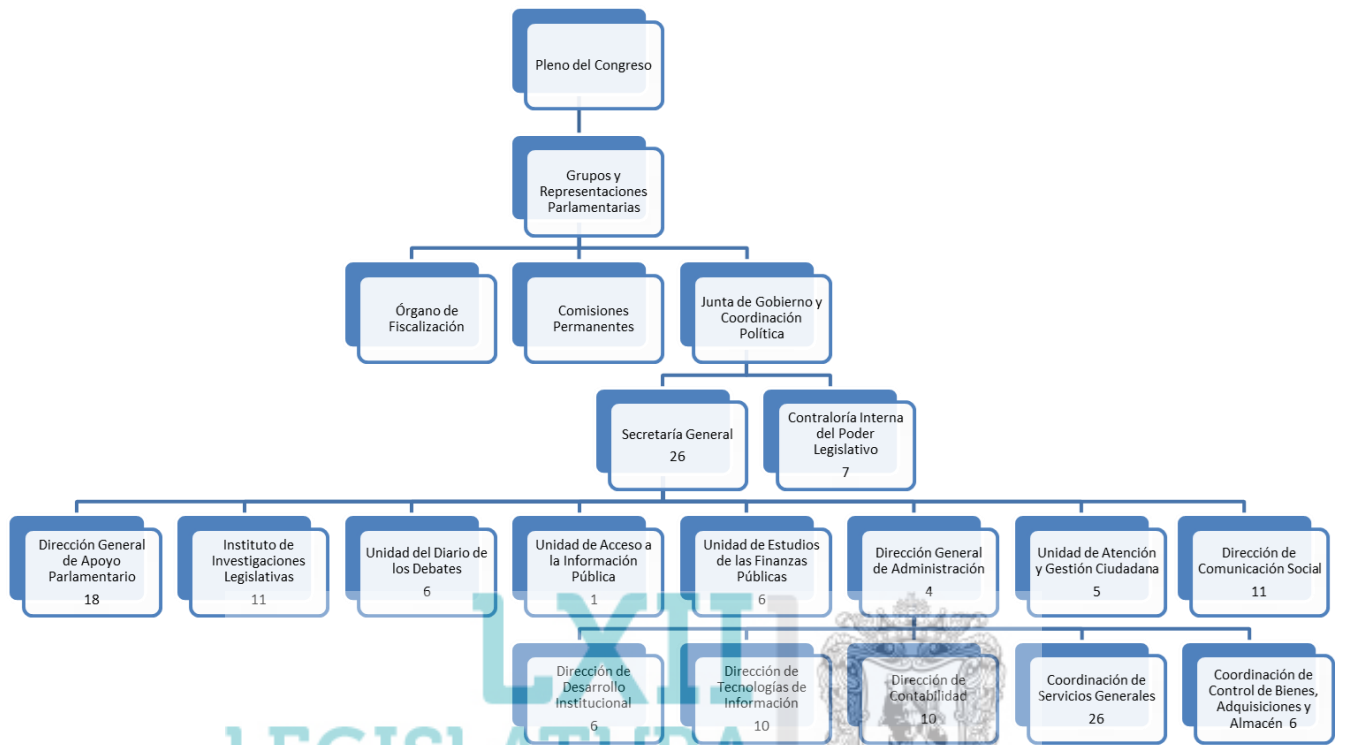 Pleno del Congreso
Grupos y
Representaciones
Parlamentarias
Órgano de
Fiscalización
Comisiones
Permanentes
Junta de Gobierno y
Coordinación
Política
Secretaría General
26
Contraloría Interna
del Poder
Legislativo
7
Dirección General
de Apoyo
Parlamentario
18
Instituto de
Investigaciones
Legislativas
11
Unidad del Diario de
los Debates
6
Unidad de Acceso a
la Información
Pública
1
Unidad de Estudios
de las Finanzas
Públicas
6
Dirección General
de Administración
4
Unidad de Atención
y Gestión Ciudadana
5
Dirección de
Comunicación Social
11
LXII
Dirección de
Desarrollo
Institucional
6
Dirección de
Tecnologías de
Información
10
Dirección de
Contabilidad
10
Coordinación de
Servicios Generales
26
Coordinación de
Control de Bienes,
Adquisiciones y
Almacén 6
LEGISLATURA